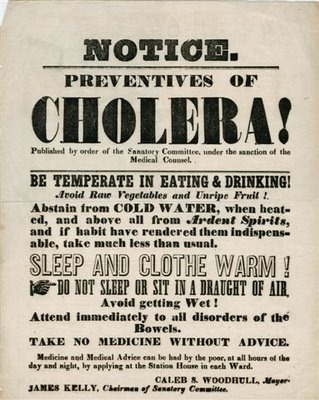 NOTICE.
PREVENTIVES OF
CHOLERA!
Published by order of the Sanatory Committee, under the sanction of the
Medical Counsel.
BE TEMPERATE IN EATING & DRINKING!
Avoid Raw Vegetables and Unripe Fruit !
Abstain from COLD WATER, when heat-
ed, and above all from Ardent Spirits,
and if habit have rendered them indispens-
able, take much less than usual.
SLEEP AND CLOTHE WARM !
DO NOT SLEEP OR SIT IN A DRAUGHT OF AIR,
Avoid getting Wet !
Attend immediately to all disorders of the
Bowels.
TAKE NO MEDICINE WITHOUT ADVICE.
Medicine and Medical Advice can be had by the poor, at all hours of the
day and night, by applying at the Station House in each Ward.
CALEB S. WOODHULL, Mayor
JAMES KELLY, Chairman of Sanatory Committee.